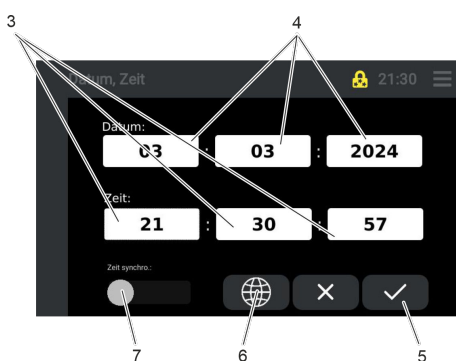 3
4
Datum, Zeit 21:30
Datum:
03 : 03 : 2024
Zeit:
21 : 30 : 57
Zeit synchro.:
7
6
5